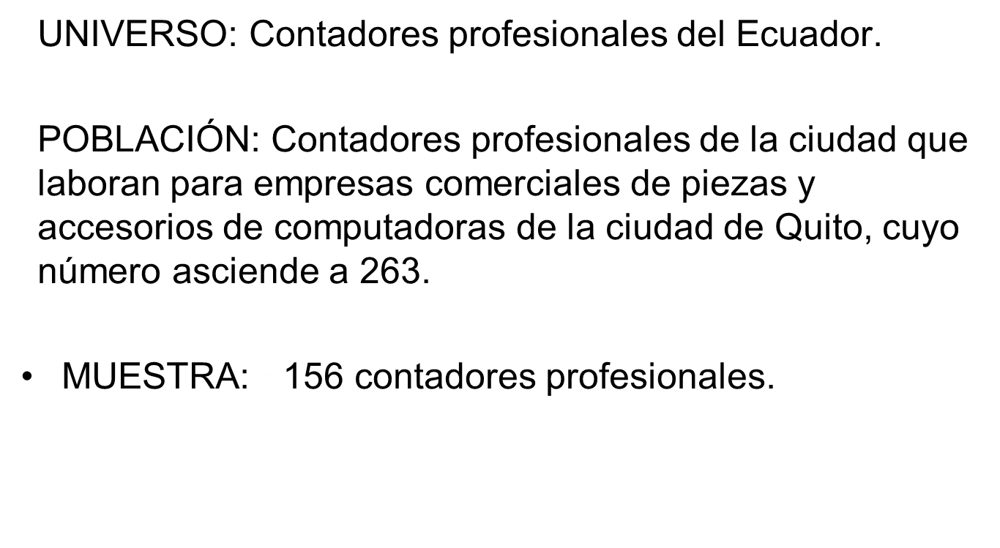 UNIVERSO: Contadores profesionales del Ecuador.
POBLACIÓN: Contadores profesionales de la ciudad que
laboran para empresas comerciales de piezas y
accesorios de computadoras de la ciudad de Quito, cuyo
número asciende a 263.
• MUESTRA: 156 contadores profesionales.